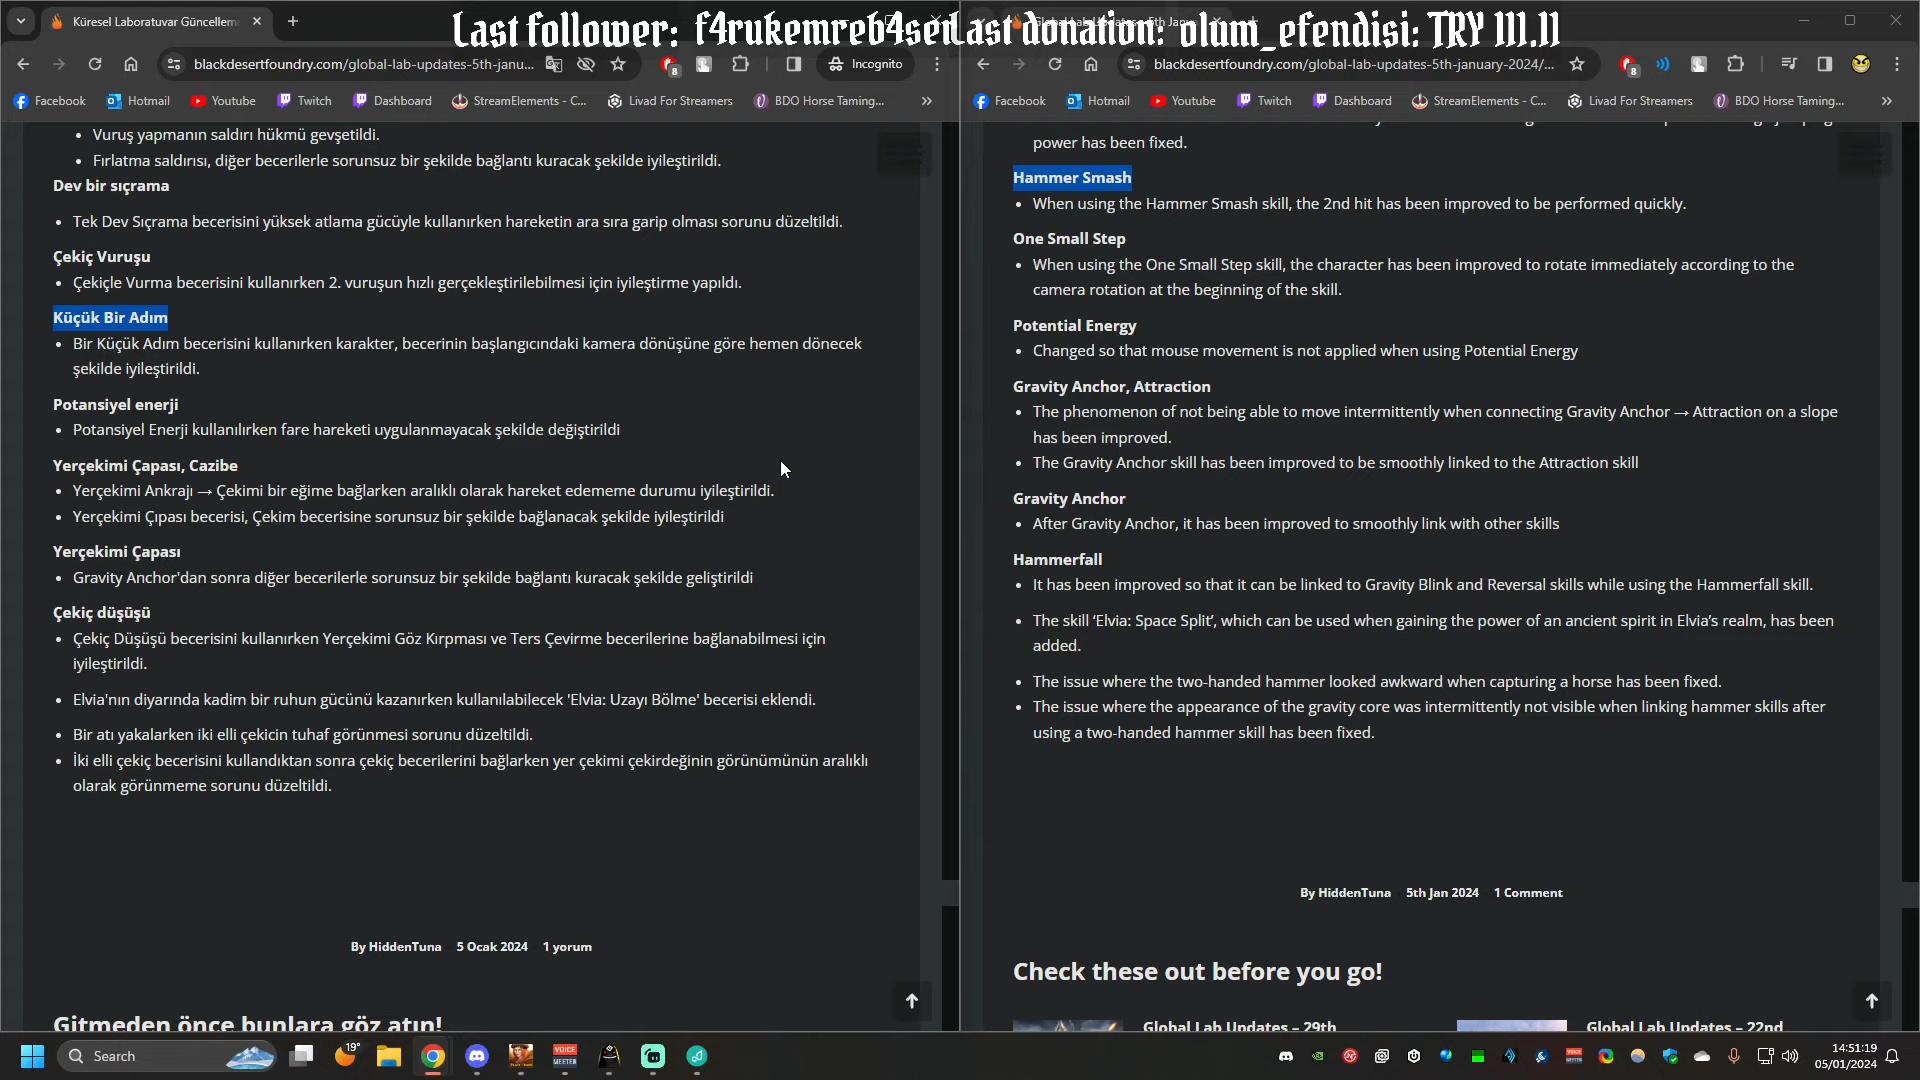 Küresel Laboratuvar Güncellem
Last follower: f4rukemreb4sen
Last donation: olum_efendisi: TRY 111.11
blackdesertfoundry.com/global-lab-updates-5th-janu...
8
Incognito
Facebook
Hotmail
Youtube
Twitch
Dashboard
StreamElements - C...
Livad For Streamers
BDO Horse Taming...
»
Vuruş yapmanın saldırı hükmü gevşetildi.
Fırlatma saldırısı, diğer becerilerle sorunsuz bir şekilde bağlantı kuracak şekilde iyileştirildi.
Dev bir sıçrama
Tek Dev Sıçrama becerisini yüksek atlama gücüyle kullanırken hareketin ara sıra garip olması sorunu düzeltildi.
Çekiç Vuruşu
Çekiçle Vurma becerisini kullanırken 2. vuruşun hızlı gerçekleştirilebilmesi için iyileştirme yapıldı.
Küçük Bir Adım
Bir Küçük Adım becerisini kullanırken karakter, becerinin başlangıcındaki kamera dönüşüne göre hemen dönecek
şekilde iyileştirildi.
Potansiyel enerji
Potansiyel Enerji kullanılırken fare hareketi uygulanmayacak şekilde değiştirildi
Yerçekimi Çapası, Cazibe
Yerçekimi Ankrajı → Çekimi bir eğime bağlarken aralıklı olarak hareket edememe durumu iyileştirildi.
Yerçekimi Çıpası becerisi, Çekim becerisine sorunsuz bir şekilde bağlanacak şekilde iyileştirildi
Yerçekimi Çapası
Gravity Anchor'dan sonra diğer becerilerle sorunsuz bir şekilde bağlantı kuracak şekilde geliştirildi
Çekiç düşüşü
Çekiç Düşüşü becerisini kullanırken Yerçekimi Göz Kırpması ve Ters Çevirme becerilerine bağlanabilmesi için
iyileştirildi.
Elvia'nın diyarında kadim bir ruhun gücünü kazanırken kullanılabilecek 'Elvia: Uzayı Bölme' becerisi eklendi.
Bir atı yakalarken iki elli çekicin tuhaf görünmesi sorunu düzeltildi.
İki elli çekiç becerisini kullandıktan sonra çekiç becerilerini bağlarken yer çekimi çekirdeğinin görünümünün aralıklı
olarak görünmeme sorunu düzeltildi.
By HiddenTuna 5 Ocak 2024 1 yorum
Gitmeden önce bunlara göz atın!
blackdesertfoundry.com/global-lab-updates-5th-january-2024/...
8
Facebook
Hotmail
Youtube
Twitch
Dashboard
StreamElements - C...
Livad For Streamers
BDO Horse Taming...
»
power has been fixed.
Hammer Smash
When using the Hammer Smash skill, the 2nd hit has been improved to be performed quickly.
One Small Step
When using the One Small Step skill, the character has been improved to rotate immediately according to the
camera rotation at the beginning of the skill.
Potential Energy
Changed so that mouse movement is not applied when using Potential Energy
Gravity Anchor, Attraction
The phenomenon of not being able to move intermittently when connecting Gravity Anchor → Attraction on a slope
has been improved.
The Gravity Anchor skill has been improved to be smoothly linked to the Attraction skill
Gravity Anchor
After Gravity Anchor, it has been improved to smoothly link with other skills
Hammerfall
It has been improved so that it can be linked to Gravity Blink and Reversal skills while using the Hammerfall skill.
The skill ‘Elvia: Space Split’, which can be used when gaining the power of an ancient spirit in Elvia’s realm, has been
added.
The issue where the two-handed hammer looked awkward when capturing a horse has been fixed.
The issue where the appearance of the gravity core was intermittently not visible when linking hammer skills after
using a two-handed hammer skill has been fixed.
By HiddenTuna 5th Jan 2024 1 Comment
Check these out before you go!
Global Lab Updates – 29th
Global Lab Updates – 22nd
Search
19°
VOICE
MEETER
14:51:19
05/01/2024